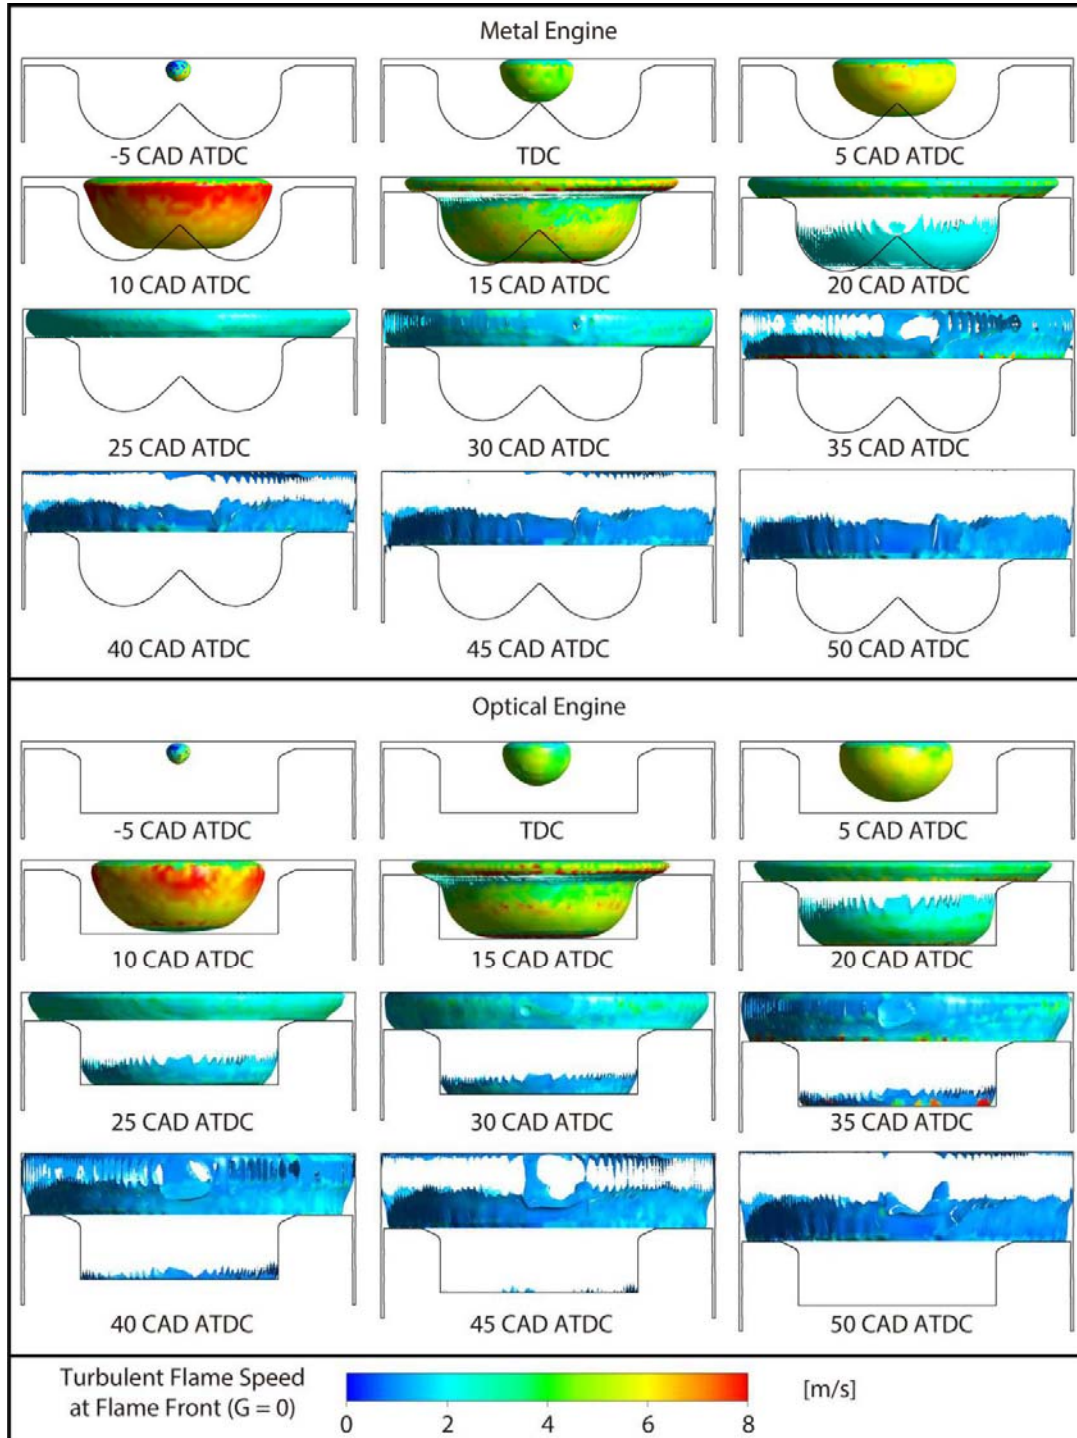 Metal Engine
-5 CAD ATDC
TDC
5 CAD ATDC
10 CAD ATDC
15 CAD ATDC
20 CAD ATDC
25 CAD ATDC
30 CAD ATDC
35 CAD ATDC
40 CAD ATDC
45 CAD ATDC
50 CAD ATDC
Optical Engine
-5 CAD ATDC
TDC
5 CAD ATDC
10 CAD ATDC
15 CAD ATDC
20 CAD ATDC
25 CAD ATDC
30 CAD ATDC
35 CAD ATDC
40 CAD ATDC
45 CAD ATDC
50 CAD ATDC
Turbulent Flame Speed
at Flame Front (G = 0)
[m/s]
0 2 4 6 8